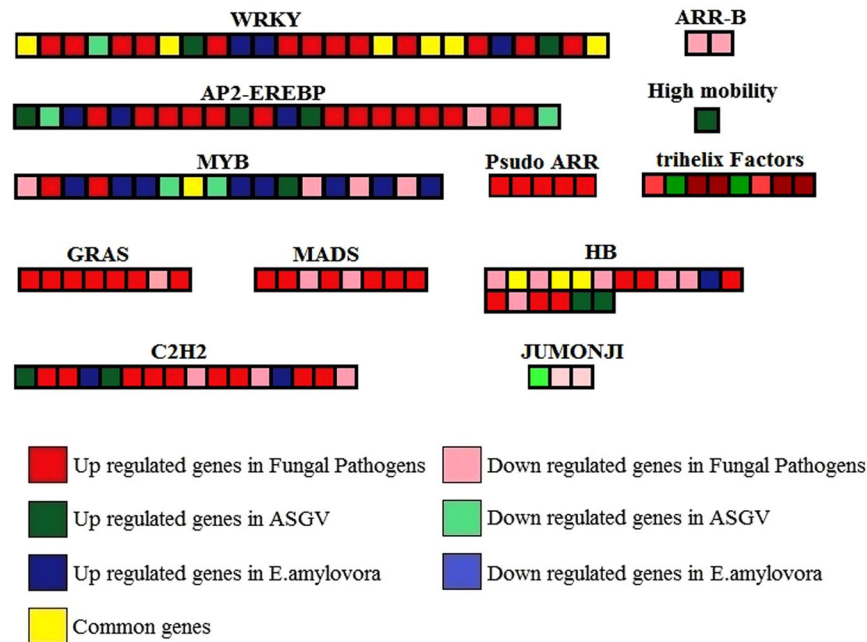 WRKY
ARR-B
AP2-EREBP
High mobility
MYB
Psudo ARR
trihelix Factors
GRAS
MADS
HB
C2H2
JUMONJI
Up regulated genes in Fungal Pathogens
Down regulated genes in Fungal Pathogens
Up regulated genes in ASGV
Down regulated genes in ASGV
Up regulated genes in E.amylovora
Down regulated genes in E.amylovora
Common genes